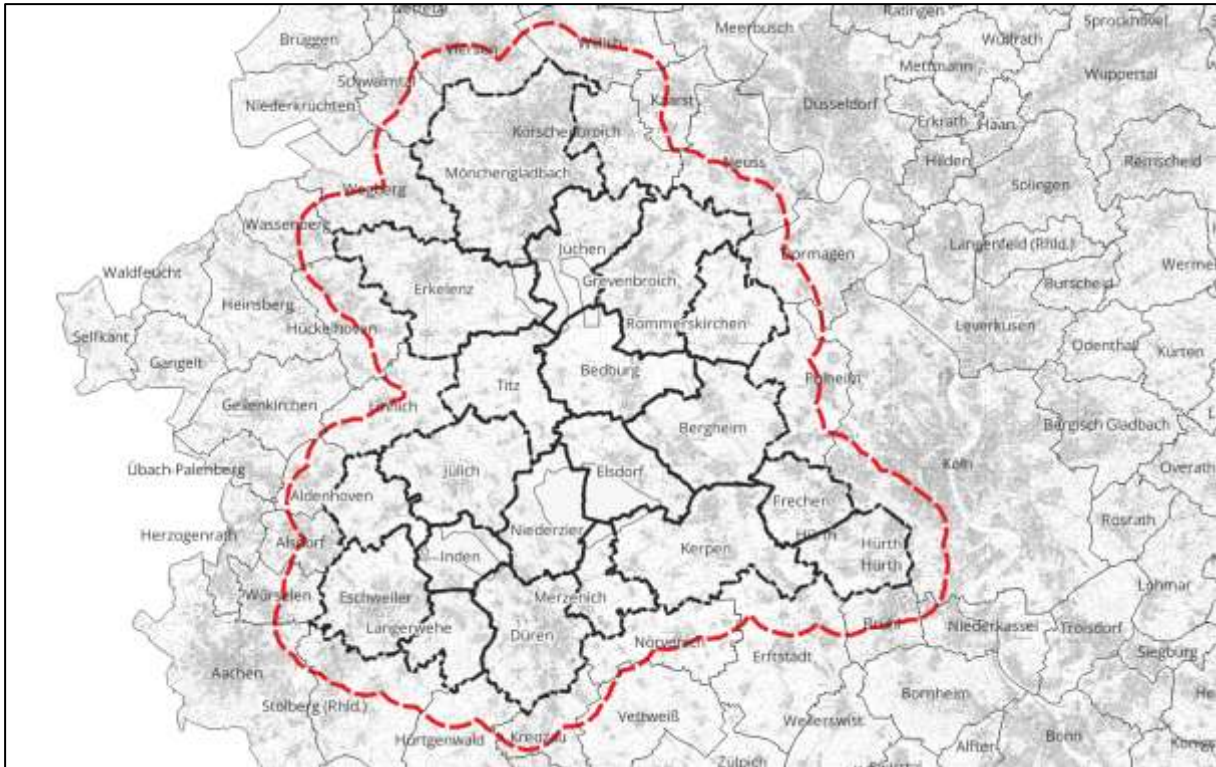 Ratingen
Sprockhövel
Meerbusch
Wülfrath
Brüggen
Viersen
Willich
Mettmann
Schwalmtal
Wuppertal
Niederkrüchten
Kaarst
Düsseldorf
Erkrath
Haan
Korschenbroich
Neuss
Hilden
Remscheid
Mönchengladbach
Solingen
Wegberg
Wassenberg
Jüchen
Dormagen
Langenfeld (Rhld.)
Waldfeucht
Grevenbroich
Wermel
Burscheid
Erkelenz
Heinsberg
Rommerskirchen
Hückelhoven
Leverkusen
Selfkant
Odenthal
Kürten
Gangelt
Bedburg
Titz
Pulheim
Geilenkirchen
Linnich
Bergheim
Bergisch Gladbach
Köln
Übach-Palenberg
Jülich
Elsdorf
Overath
Aldenhoven
Frechen
Rösrath
Herzogenrath
Niederzier
Hürth
Alsdorf
Inden
Kerpen
Hürth
Hürth
Lohmar
Würselen
Eschweiler
Merzenich
Langerwehe
Düren
Nörvenich
Brühl
Niederkassel
Troisdorf
Erftstadt
Siegburg
Aachen
Bornheim
Stolberg (Rhld.)
Vettweiß
Weilerswist
Hürtgenwald
Kreuzau
Bonn
Alfter
Zülpich